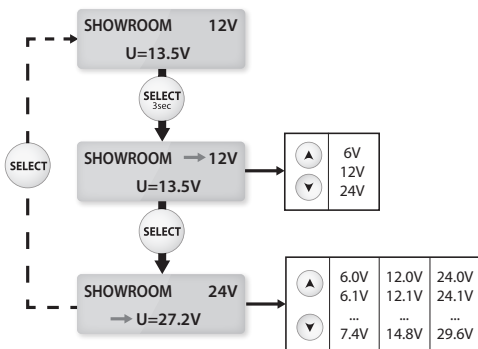 SHOWROOM 12V
U=13.5V
SELECT
3sec
SELECT
SHOWROOM → 12V
U=13.5V
6V
12V
24V
SELECT
SHOWROOM 24V
→ U=27.2V
6.0V 12.0V 24.0V
6.1V 12.1V 24.1V
... ... ...
7.4V 14.8V 29.6V